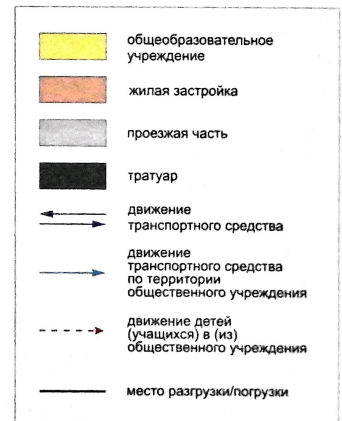 общеобразовательное
учреждение
жилая застройка
проезжая часть
тратуар
движение
транспортного средства
движение
транспортного средства
по территории
общественного учреждения
движение детей
(учащихся) в (из)
общественного учреждения
место разгрузки/погрузки